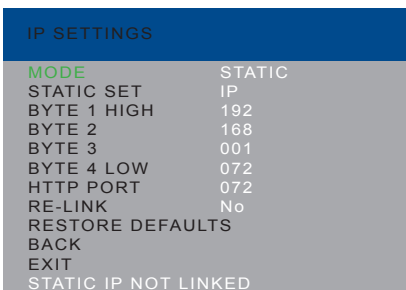 IP SETTINGS
MODE STATIC
STATIC SET IP
BYTE 1 HIGH 192
BYTE 2 168
BYTE 3 001
BYTE 4 LOW 072
HTTP PORT 072
RE-LINK No
RESTORE DEFAULTS
BACK
EXIT
STATIC IP NOT LINKED